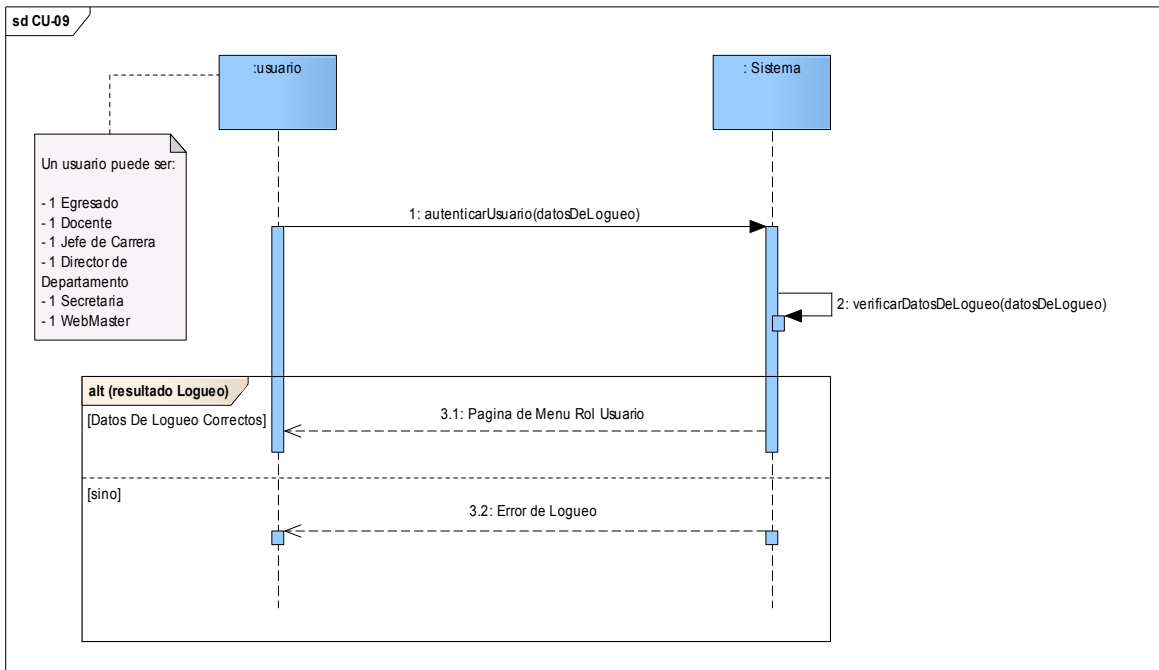 sd CU-09
:usuario
: Sistema
Un usuario puede ser:
- 1 Egresado
- 1 Docente
- 1 Jefe de Carrera
- 1 Director de
Departamento
- 1 Secretaria
- 1 WebMaster
1: autenticarUsuario(datosDeLogueo)
2: verificarDatosDeLogueo(datosDeLogueo)
alt (resultado Logueo)
[Datos De Logueo Correctos]
3.1: Pagina de Menu Rol Usuario
[sino]
3.2: Error de Logueo